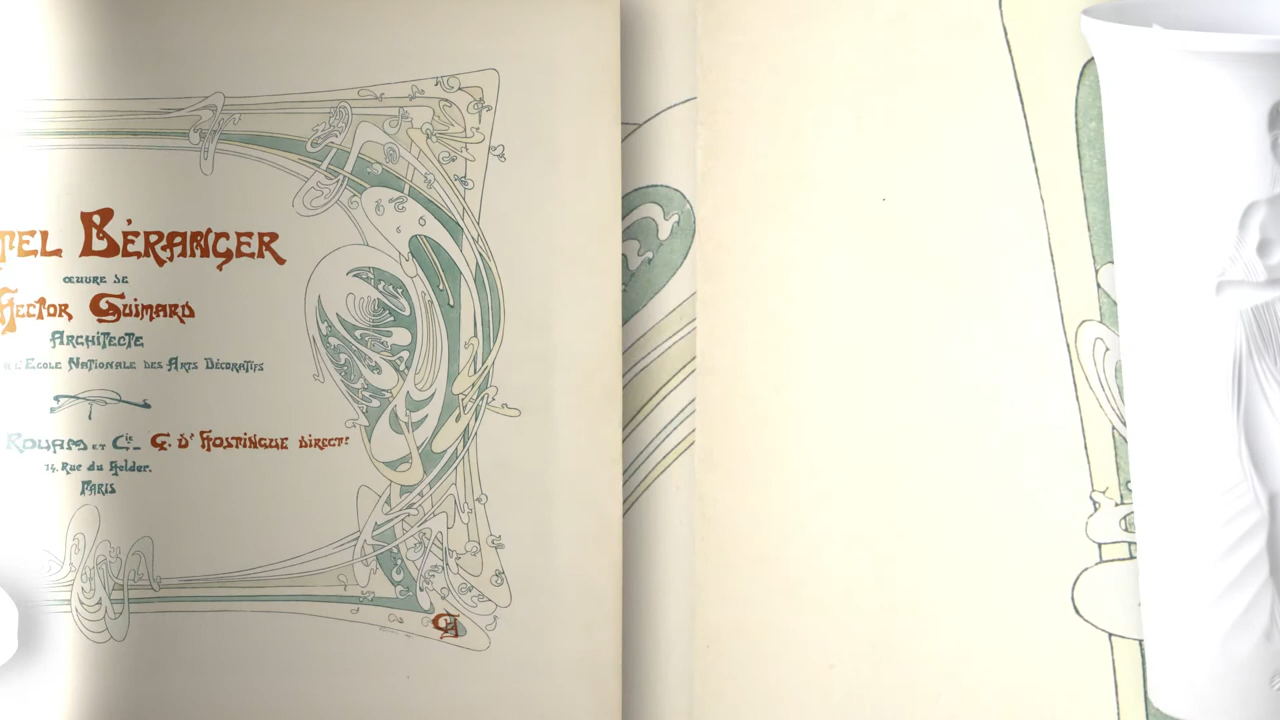 TEL BÉRANGER
ŒUVRE DE
HECTOR GUIMARD
ARCHITECTE
A L'ECOLE NATIONALE DES ARTS DÉCORATIFS
ROUAM ET Cie G. D' HOSTINGUE DIRECTr
14. Rue du Helder.
PARIS